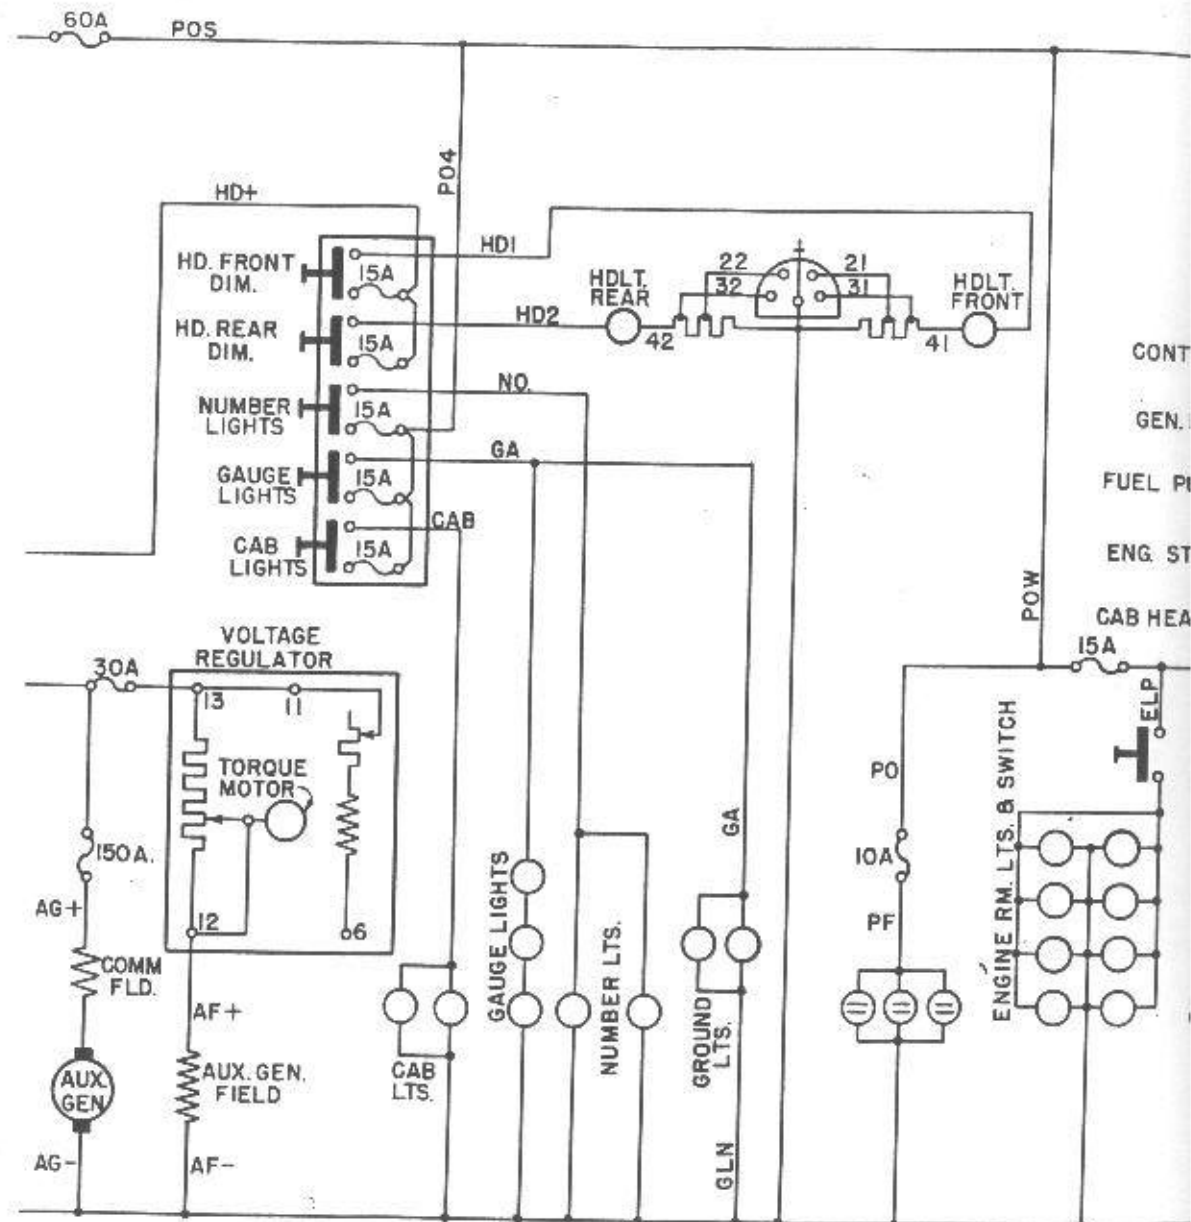 60A
POS
PO4
HD+
HD1
HD. FRONT
DIM.
15A
HD. REAR
DIM.
15A
HD2
NUMBER
LIGHTS
15A
NO.
GAUGE
LIGHTS
15A
GA
CAB
LIGHTS
15A
CAB
HDLT.
REAR
22
32
+
21
31
HDLT.
FRONT
42
41
CONT
GEN.
FUEL PU
ENG. ST
CAB HEA
POW
15A
ELP
VOLTAGE
REGULATOR
30A
13
11
TORQUE
MOTOR
12
6
150A.
AG+
COMM
FLD.
AF+
AUX.
GEN
AUX. GEN.
FIELD
AG-
AF-
CAB
LTS.
GAUGE LIGHTS
NUMBER LTS.
GA
GROUND
LTS.
GLN
PO
10A
PF
ENGINE RM. LTS. & SWITCH